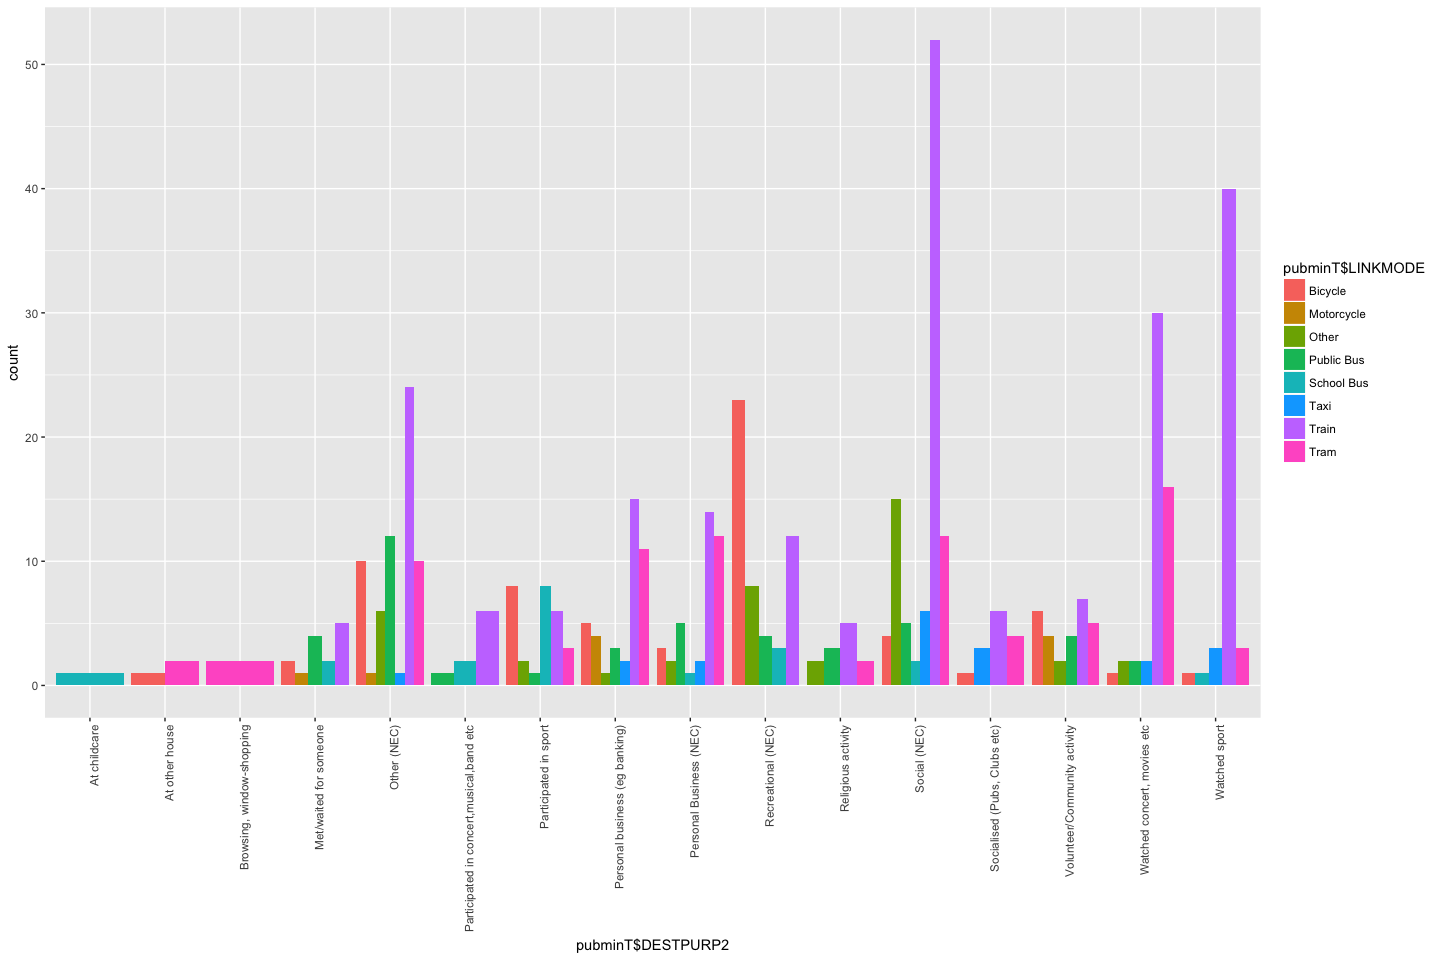 50
40
30
20
10
0
count
At childcare
At other house
Browsing, window-shopping
Met/waited for someone
Other (NEC)
Participated in concert,musical,band etc
Participated in sport
Personal business (eg banking)
Personal Business (NEC)
Recreational (NEC)
Religious activity
Social (NEC)
Socialised (Pubs, Clubs etc)
Volunteer/Community activity
Watched concert, movies etc
Watched sport
pubminT$DESTPURP2
pubminT$LINKMODE
Bicycle
Motorcycle
Other
Public Bus
School Bus
Taxi
Train
Tram